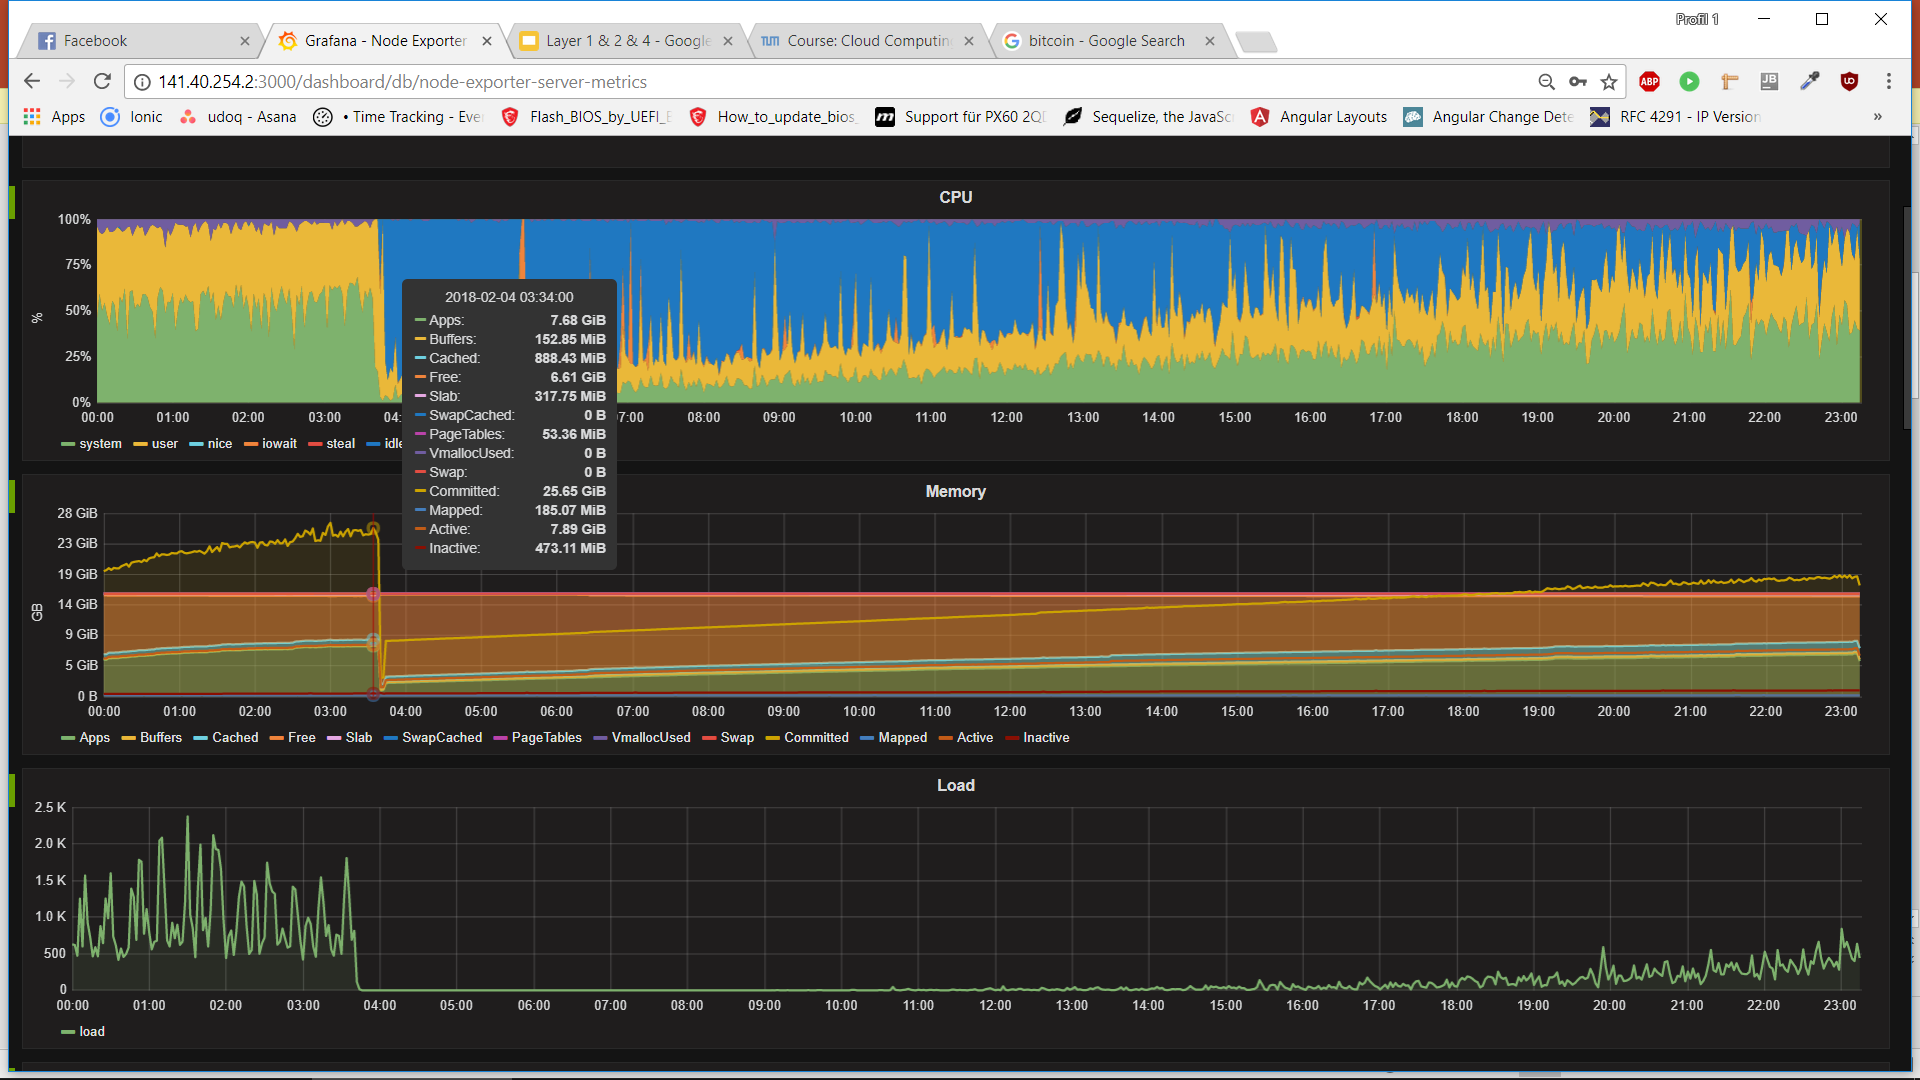 Profil 1
Facebook
Grafana - Node Exporter
Layer 1 & 2 & 4 - Google
Course: Cloud Computin
bitcoin - Google Search
141.40.254.2:3000/dashboard/db/node-exporter-server-metrics
ABP
JB
Apps
Ionic
udoq - Asana
• Time Tracking - Eve
Flash_BIOS_by_UEFI_E
How_to_update_bios_
Support für PX60 2QD
Sequelize, the JavaSc
Angular Layouts
Angular Change Dete
RFC 4291 - IP Version
»
CPU
100%
75%
50%
25%
0%
%
00:00 01:00 02:00 03:00 04: 7:00 08:00 09:00 10:00 11:00 12:00 13:00 14:00 15:00 16:00 17:00 18:00 19:00 20:00 21:00 22:00 23:00
system user nice iowait steal idle
2018-02-04 03:34:00
Apps: 7.68 GiB
Buffers: 152.85 MiB
Cached: 888.43 MiB
Free: 6.61 GiB
Slab: 317.75 MiB
SwapCached: 0 B
PageTables: 53.36 MiB
VmallocUsed: 0 B
Swap: 0 B
Committed: 25.65 GiB
Mapped: 185.07 MiB
Active: 7.89 GiB
Inactive: 473.11 MiB
Memory
28 GiB
23 GiB
19 GiB
14 GiB
9 GiB
5 GiB
0 B
GB
00:00 01:00 02:00 03:00 04:00 05:00 06:00 07:00 08:00 09:00 10:00 11:00 12:00 13:00 14:00 15:00 16:00 17:00 18:00 19:00 20:00 21:00 22:00 23:00
Apps Buffers Cached Free Slab SwapCached PageTables VmallocUsed Swap Committed Mapped Active Inactive
Load
2.5 K
2.0 K
1.5 K
1.0 K
500
0
00:00 01:00 02:00 03:00 04:00 05:00 06:00 07:00 08:00 09:00 10:00 11:00 12:00 13:00 14:00 15:00 16:00 17:00 18:00 19:00 20:00 21:00 22:00 23:00
load